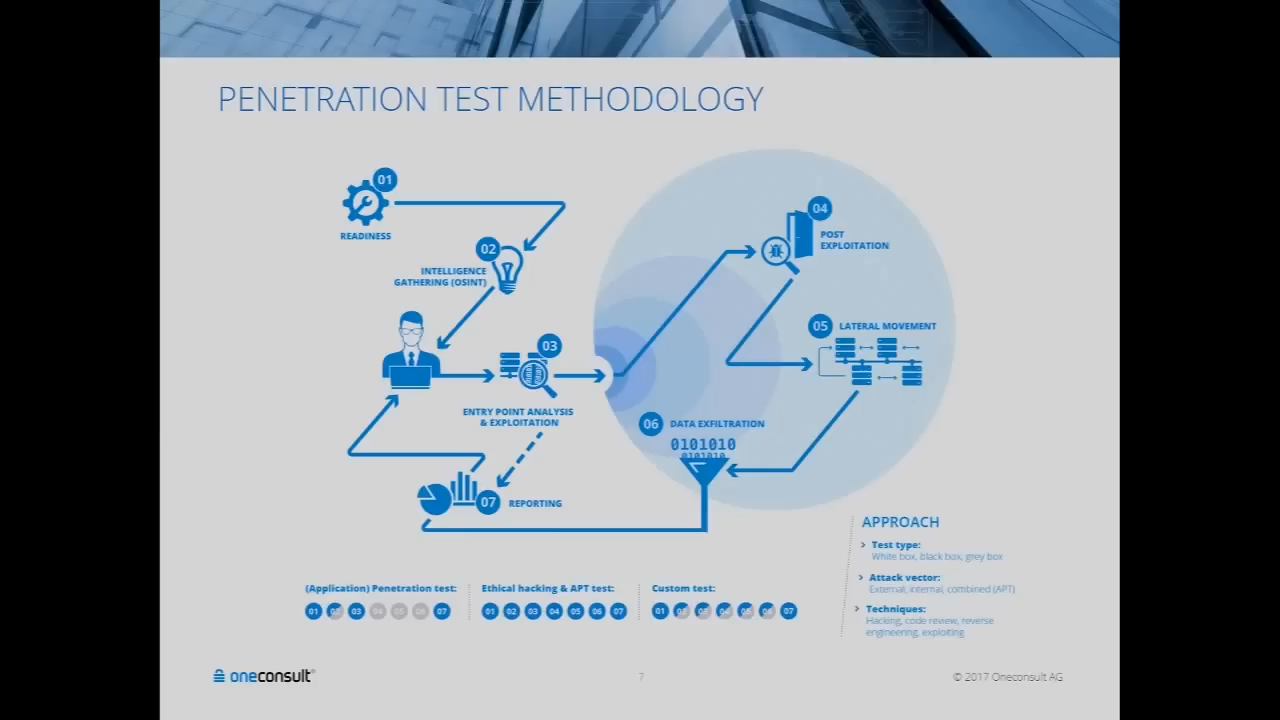 PENETRATION TEST METHODOLOGY
01
READINESS
02
INTELLIGENCE
GATHERING (OSINT)
03
ENTRY POINT ANALYSIS
& EXPLOITATION
04
POST
EXPLOITATION
05
LATERAL MOVEMENT
06
DATA EXFILTRATION
0101010
0101010
07
REPORTING
APPROACH
Test type:
White box, black box, grey box
Attack vector:
External, internal, combined (APT)
Techniques:
Hacking, code review, reverse
engineering, exploiting
(Application) Penetration test:
01 02 03 04 05 06 07
Ethical hacking & APT test:
01 02 03 04 05 06 07
Custom test:
01 02 03 04 05 06 07
oneconsult®
7
© 2017 Oneconsult AG